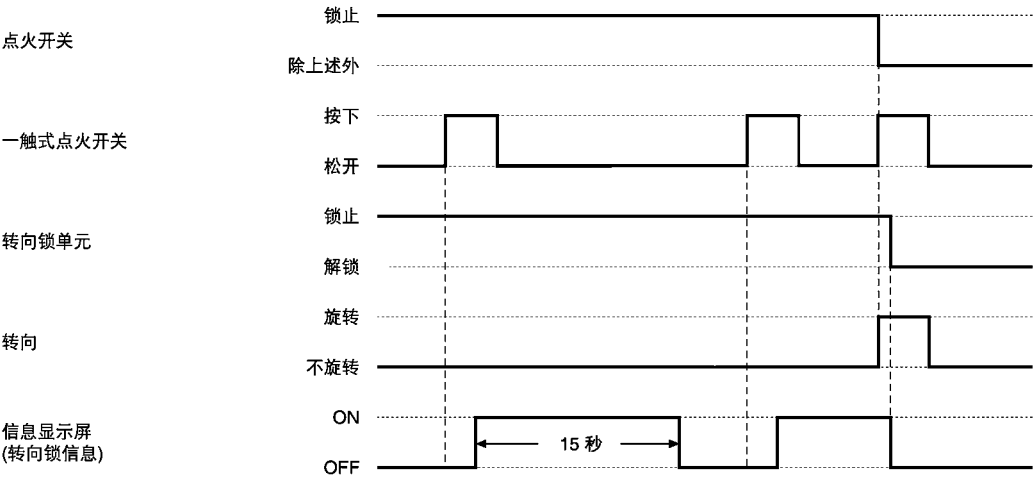 锁止
点火开关
除上述外
按下
一触式点火开关
松开
锁止
转向锁单元
解锁
旋转
转向
不旋转
ON
信息显示屏
(转向锁信息)
15 秒
OFF